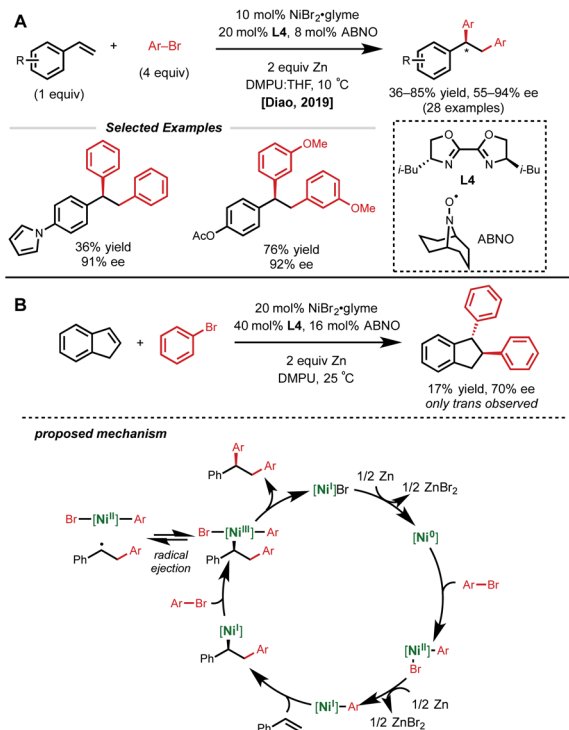 A
R
(1 equiv)
+
Ar–Br
(4 equiv)
10 mol% NiBr2•glyme
20 mol% L4, 8 mol% ABNO
2 equiv Zn
DMPU:THF, 10 °C
[Diao, 2019]
R
Ar
Ar
*
36–85% yield, 55–94% ee
(28 examples)
Selected Examples
N
36% yield
91% ee
OMe
AcO
OMe
76% yield
92% ee
O O
N N
i-Bu i-Bu
L4
O•
N
ABNO
B
+
Br
20 mol% NiBr2•glyme
40 mol% L4, 16 mol% ABNO
2 equiv Zn
DMPU, 25 °C
17% yield, 70% ee
only trans observed
proposed mechanism
Ar
Ph Ar
[NiI]Br
1/2 Zn
1/2 ZnBr2
[Ni0]
Br [NiII] Ar
Ph Ar
radical
ejection
Br [NiIII] Ar
Ph Ar
Ar–Br
Ar–Br
[NiI]
Ph Ar
[NiII]-Ar
Br
[NiI]–Ar
1/2 Zn
1/2 ZnBr2
Ph